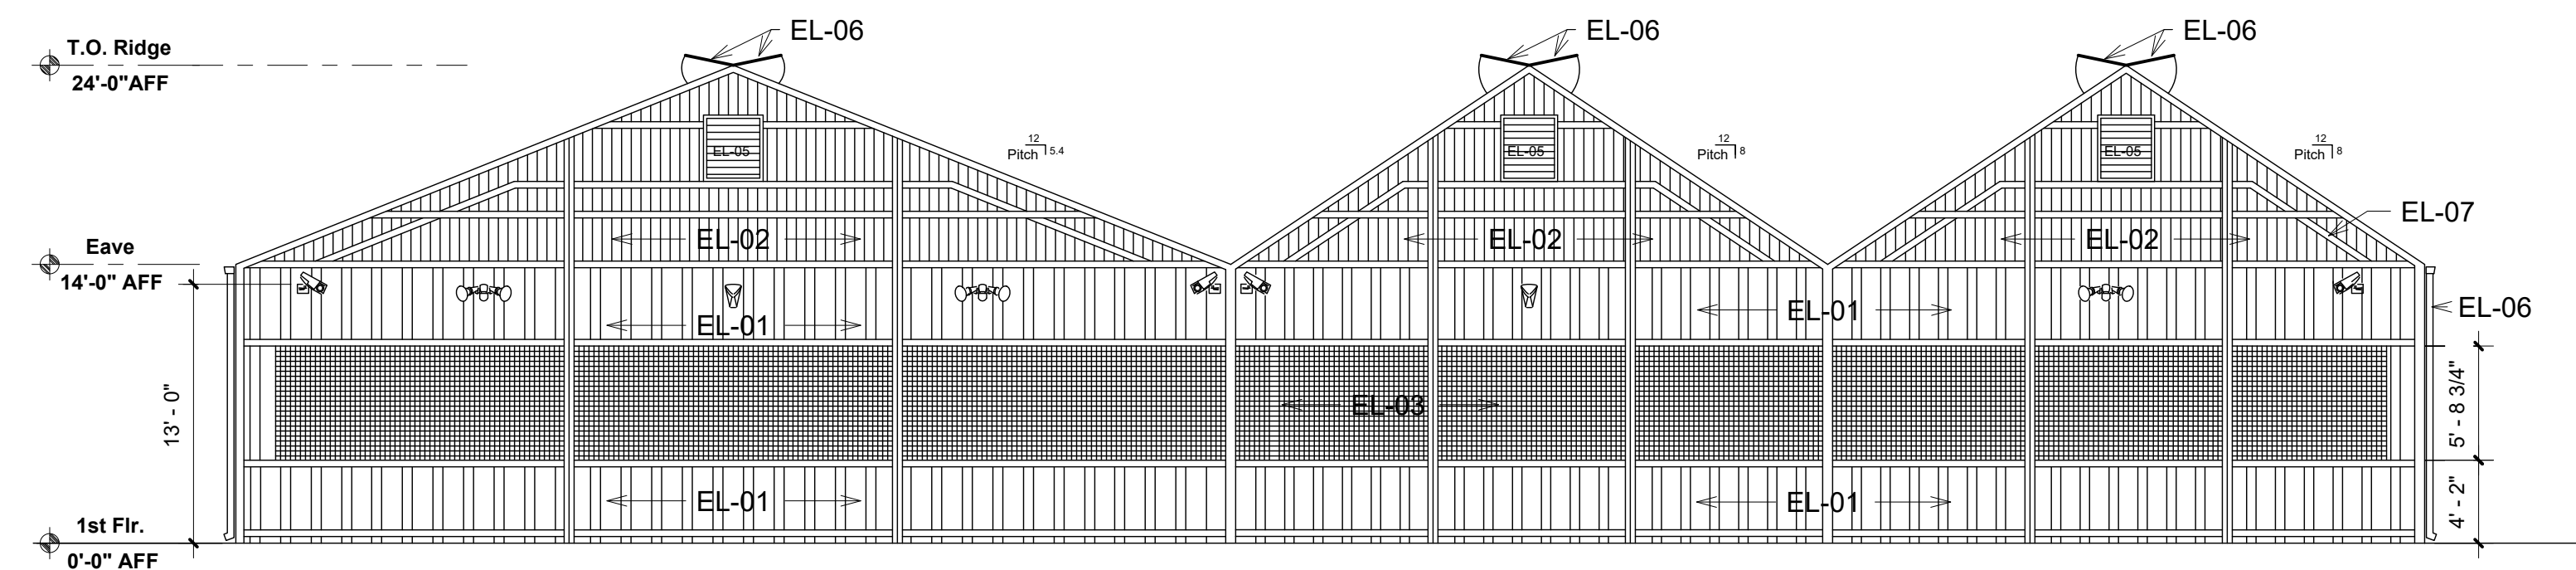 EL-06
EL-06
EL-06
T.O. Ridge
24'-0"AFF
12
Pitch 5.4
12
Pitch 8
12
Pitch 8
EL-05
EL-05
EL-05
EL-07
Eave
14'-0" AFF
EL-02
EL-02
EL-02
EL-01
EL-01
EL-06
13' - 0"
EL-03
5' - 8 3/4"
EL-01
EL-01
4' - 2"
1st Flr.
0'-0" AFF